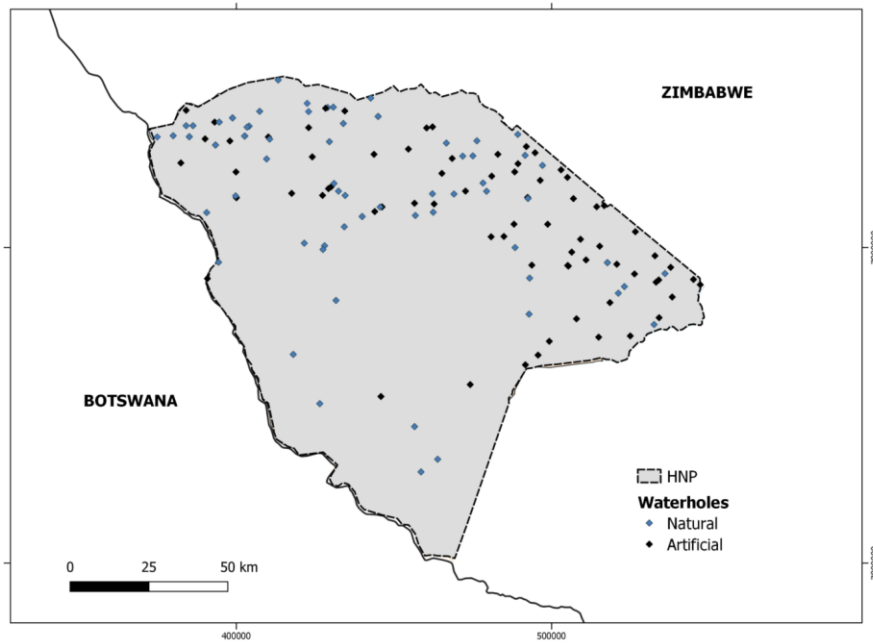 ZIMBABWE
BOTSWANA
HNP
Waterholes
Natural
Artificial
0 25 50 km
400000 500000